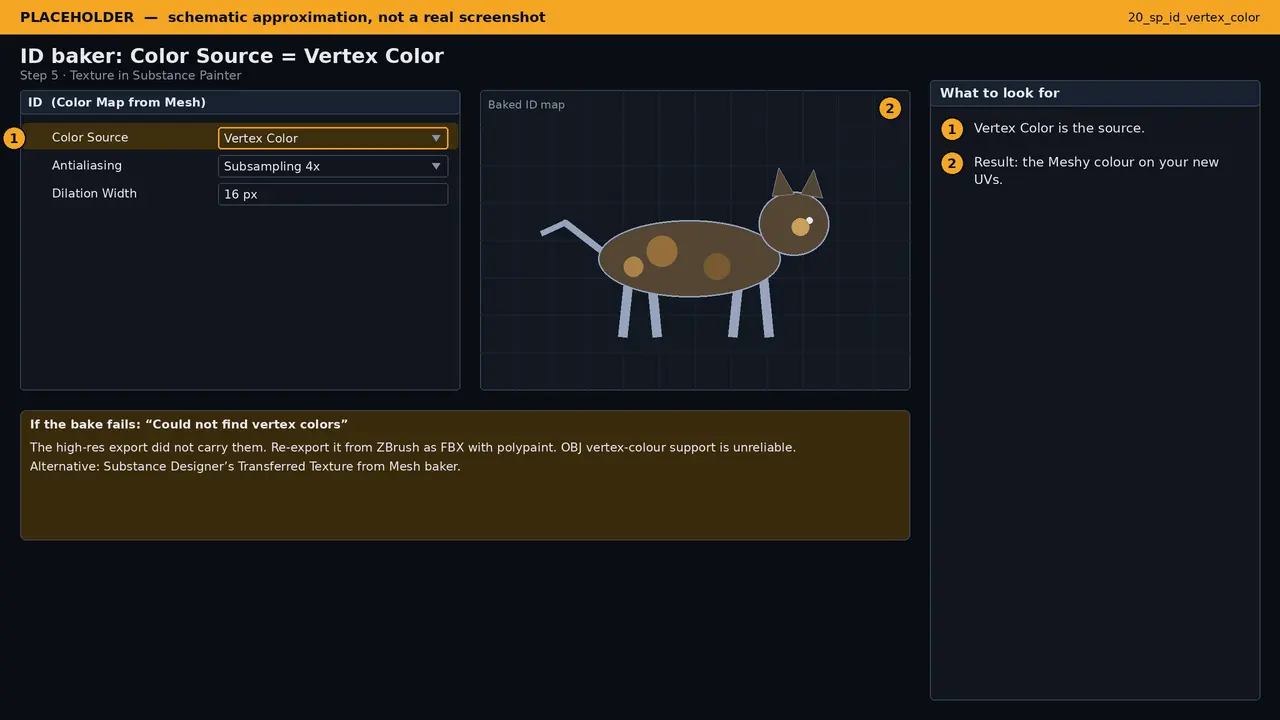 PLACEHOLDER — schematic approximation, not a real screenshot
20_sp_id_vertex_color
ID baker: Color Source = Vertex Color
Step 5 · Texture in Substance Painter
ID (Color Map from Mesh)
1
Color Source
Vertex Color
Antialiasing
Subsampling 4x
Dilation Width
16 px
Baked ID map
2
What to look for
1 Vertex Color is the source.
2 Result: the Meshy colour on your new
UVs.
If the bake fails: “Could not find vertex colors”
The high-res export did not carry them. Re-export it from ZBrush as FBX with polypaint. OBJ vertex-colour support is unreliable.
Alternative: Substance Designer’s Transferred Texture from Mesh baker.